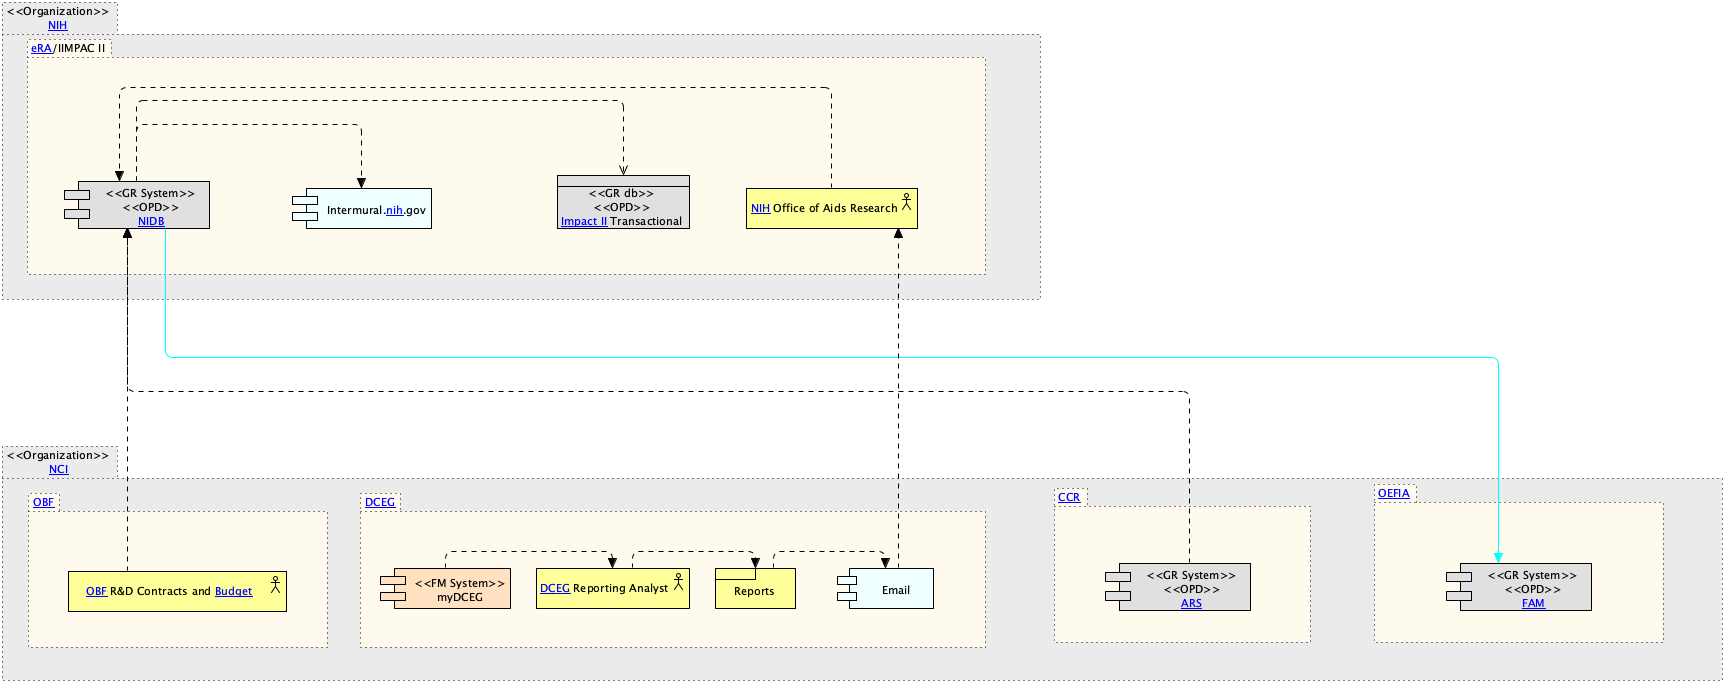 <<Organization>>
NIH
eRA/IIMPAC II
<<GR System>>
<<OPD>>
NIDB
Intermural.nih.gov
<<GR db>>
<<OPD>>
Impact II Transactional
NIH Office of Aids Research
<<Organization>>
NCI
OBF
OBF R&D Contracts and Budget
DCEG
<<FM System>>
myDCEG
DCEG Reporting Analyst
Reports
Email
CCR
<<GR System>>
<<OPD>>
ARS
OEFIA
<<GR System>>
<<OPD>>
FAM